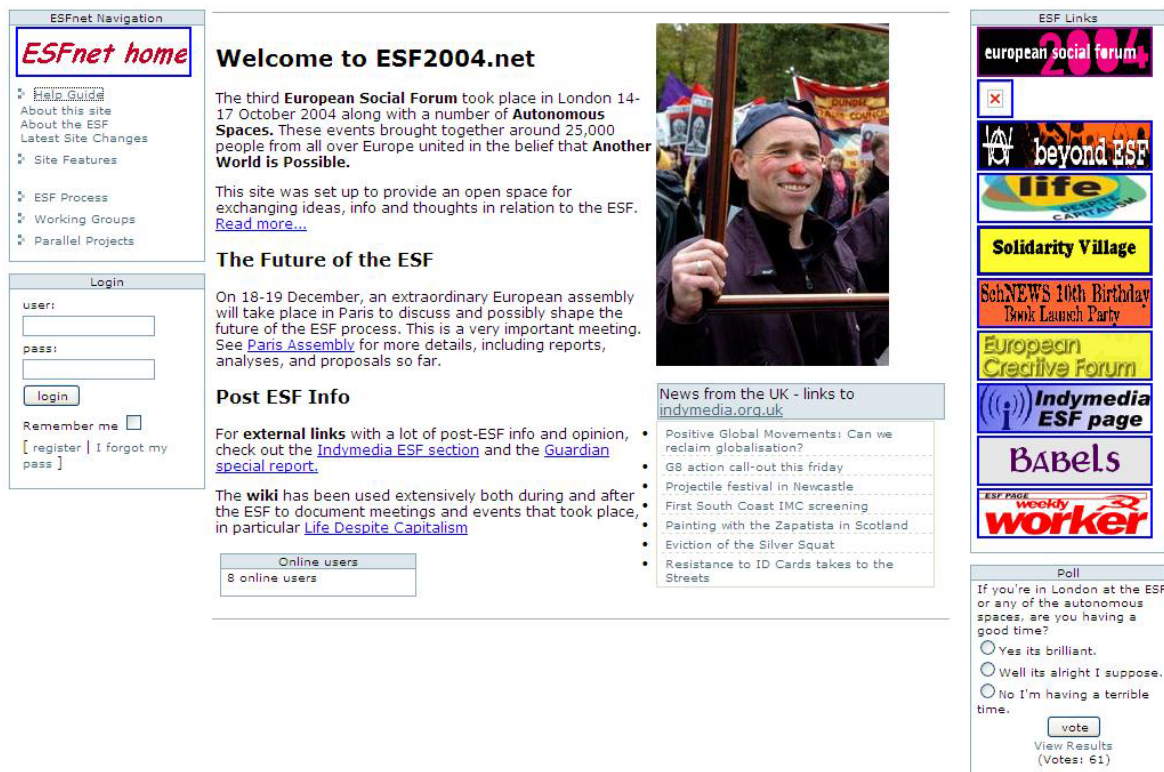 ESFnet Navigation
ESFnet home
Help Guide
About this site
About the ESF
Latest Site Changes
Site Features
ESF Process
Working Groups
Parallel Projects
Login
user:
pass:
login
Remember me
[ register | I forgot my
pass ]
Welcome to ESF2004.net
The third European Social Forum took place in London 14-
17 October 2004 along with a number of Autonomous
Spaces. These events brought together around 25,000
people from all over Europe united in the belief that Another
World is Possible.
This site was set up to provide an open space for
exchanging ideas, info and thoughts in relation to the ESF.
Read more...
The Future of the ESF
On 18-19 December, an extraordinary European assembly
will take place in Paris to discuss and possibly shape the
future of the ESF process. This is a very important meeting.
See Paris Assembly for more details, including reports,
analyses, and proposals so far.
Post ESF Info
For external links with a lot of post-ESF info and opinion,
check out the Indymedia ESF section and the Guardian
special report.
The wiki has been used extensively both during and after
the ESF to document meetings and events that took place,
in particular Life Despite Capitalism
Online users
8 online users
DUNDEE
TRADES COUNCIL
News from the UK - links to
indymedia.org.uk
Positive Global Movements: Can we
reclaim globalisation?
G8 action call-out this friday
Projectile festival in Newcastle
First South Coast IMC screening
Painting with the Zapatista in Scotland
Eviction of the Silver Squat
Resistance to ID Cards takes to the
Streets
ESF Links
2004
european social forum
beyond ESF
life
DESPITE
CAPITALISM
Solidarity Village
SchNEWS 10th Birthday
Book Launch Party
European
Creative Forum
Indymedia
ESF page
BABELS
ESF PAGE
weekly
worker
Poll
If you're in London at the ESF
or any of the autonomous
spaces, are you having a
good time?
Yes its brilliant.
Well its alright I suppose.
No I'm having a terrible
time.
vote
View Results
(Votes: 61)